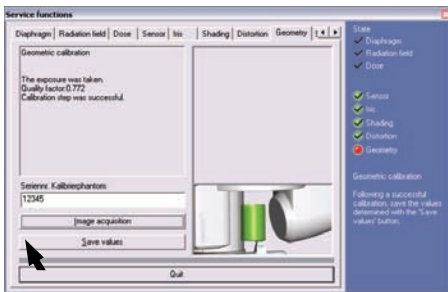 Service functions
Diaphragm
Radiation field
Dose
Sensor
Iris
Shading
Distortion
Geometry
Geometric calibration
The exposure was taken.
Quality factor:0.772
Calibration step was successful.
Seriennr. Kalibrierphantom:
12345
Image acquisition
Save values
Quit
State
Diaphragm
Radiation field
Dose
Sensor
Iris
Shading
Distortion
Geometry
Geometric calibration
Following a successful
calibration, save the values
determined with the 'Save
values' button.